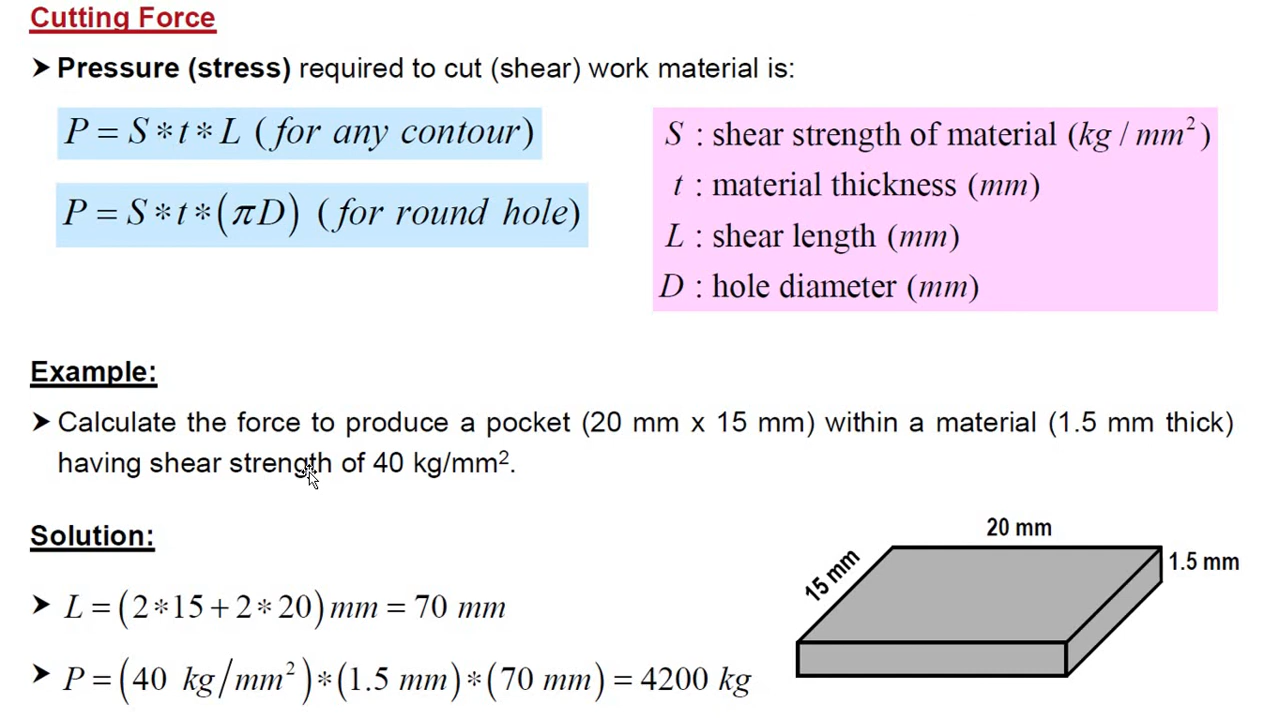 Cutting Force
➤ Pressure (stress) required to cut (shear) work material is:
P = S * t * L (for any contour)
P = S * t * (πD) (for round hole)
S : shear strength of material (kg / mm²)
t : material thickness (mm)
L : shear length (mm)
D : hole diameter (mm)
Example:
➤ Calculate the force to produce a pocket (20 mm x 15 mm) within a material (1.5 mm thick)
having shear strength of 40 kg/mm².
Solution:
➤ L = (2*15 + 2*20) mm = 70 mm
➤ P = (40 kg/mm²)*(1.5 mm)*(70 mm) = 4200 kg
20 mm
15 mm
1.5 mm